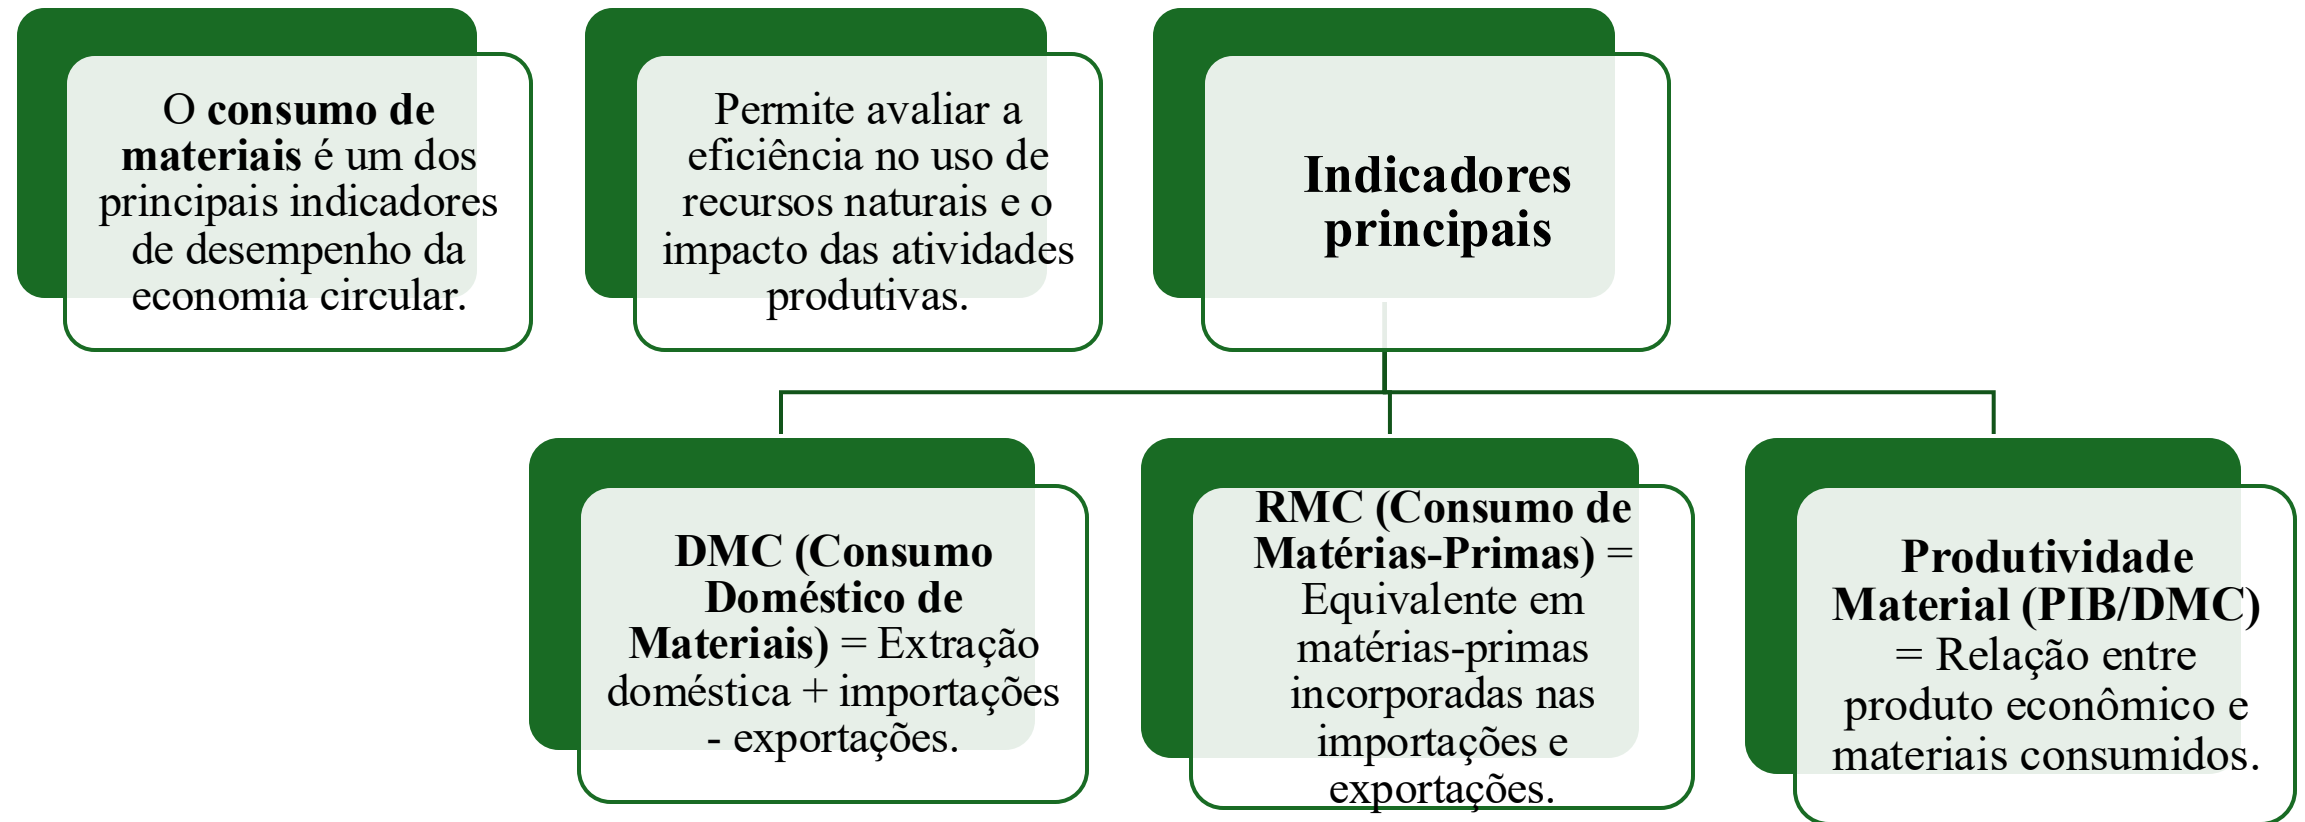 O consumo de
materiais é um dos
principais indicadores
de desempenho da
economia circular.
Permite avaliar a
eficiência no uso de
recursos naturais e o
impacto das atividades
produtivas.
Indicadores
principais
DMC (Consumo
Doméstico de
Materiais) = Extração
doméstica + importações
- exportações.
RMC (Consumo de
Matérias-Primas) =
Equivalente em
matérias-primas
incorporadas nas
importações e
exportações.
Produtividade
Material (PIB/DMC)
= Relação entre
produto econômico e
materiais consumidos.